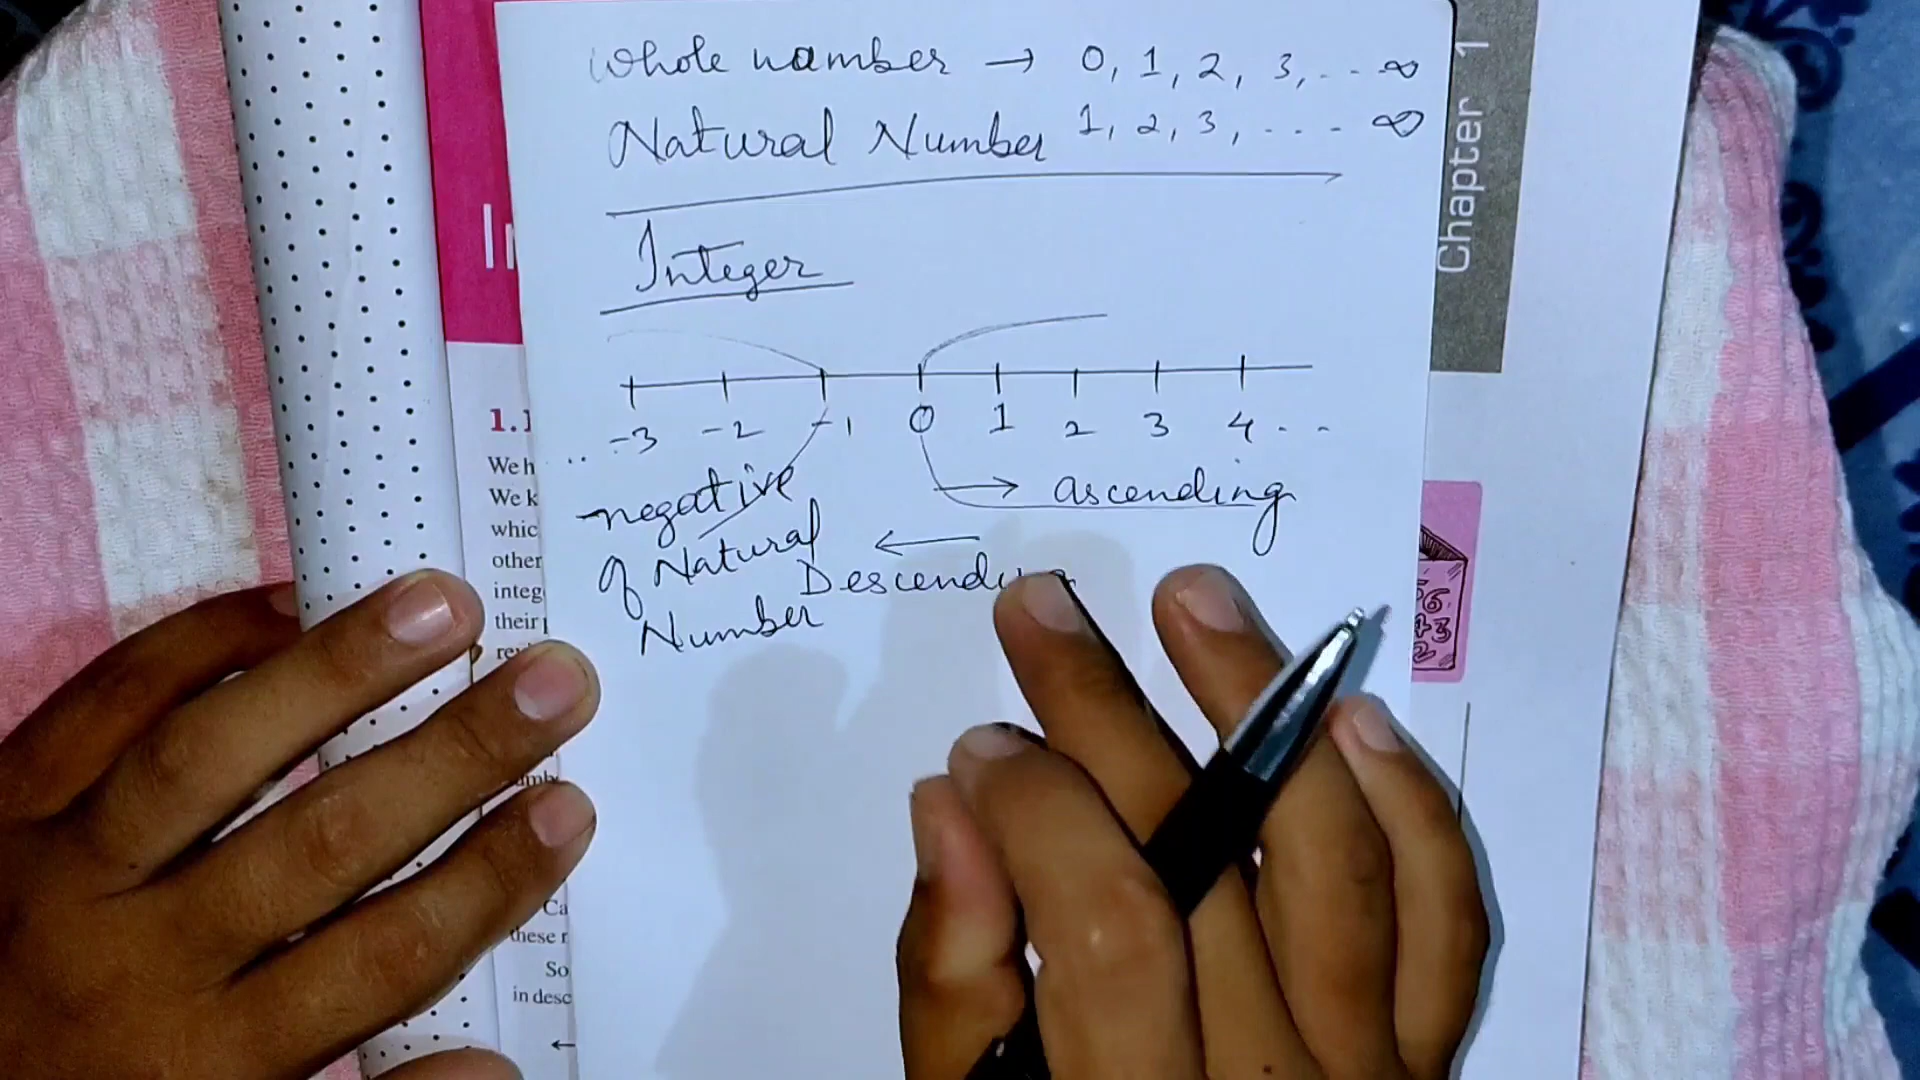 Whole number → 0, 1, 2, 3, . . . ∞
Natural Number 1, 2, 3, . . . . ∞
Integer
. . -3 -2 -1 0 1 2 3 4 . . .
→ ascending
← Descending
negative
of Natural
Number
Chapter 1
1.1
We h
We k
whic
other
integ
their
Ca
these r
So
in desc
←